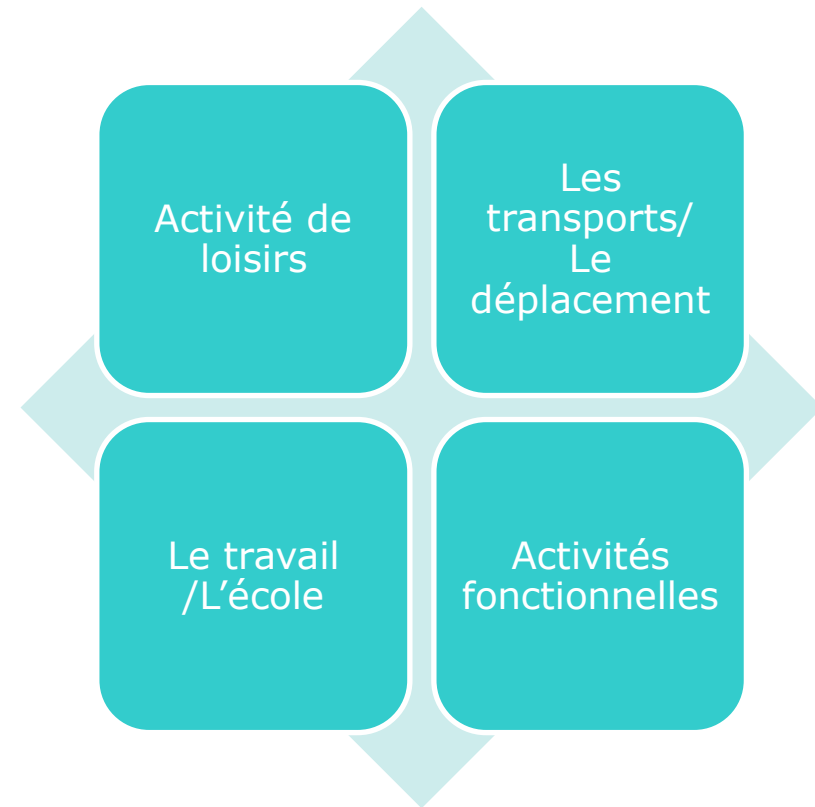 Activité de
loisirs
Les
transports/
Le
déplacement
Le travail
/L'école
Activités
fonctionnelles